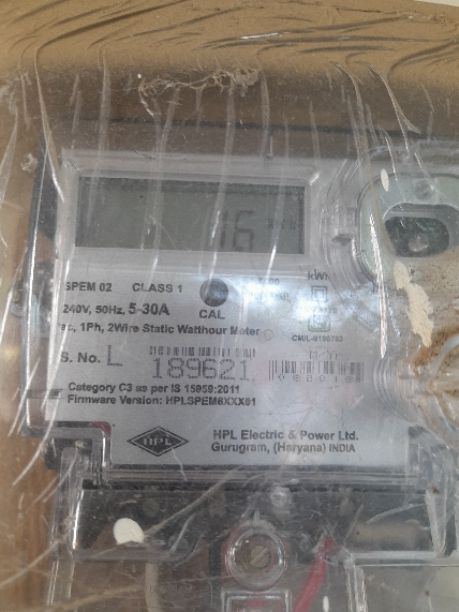 16
KWH
SPEM 02 CLASS 1
240V, 50Hz, 5-30A
CAL
ac, 1Ph, 2Wire Static Watthour Meter
S. No. L 189621
Category C3 as per IS 15959:2011
Firmware Version: HPLSPEM6XXX01
HPL
HPL Electric & Power Ltd.
Gurugram, (Haryana) INDIA